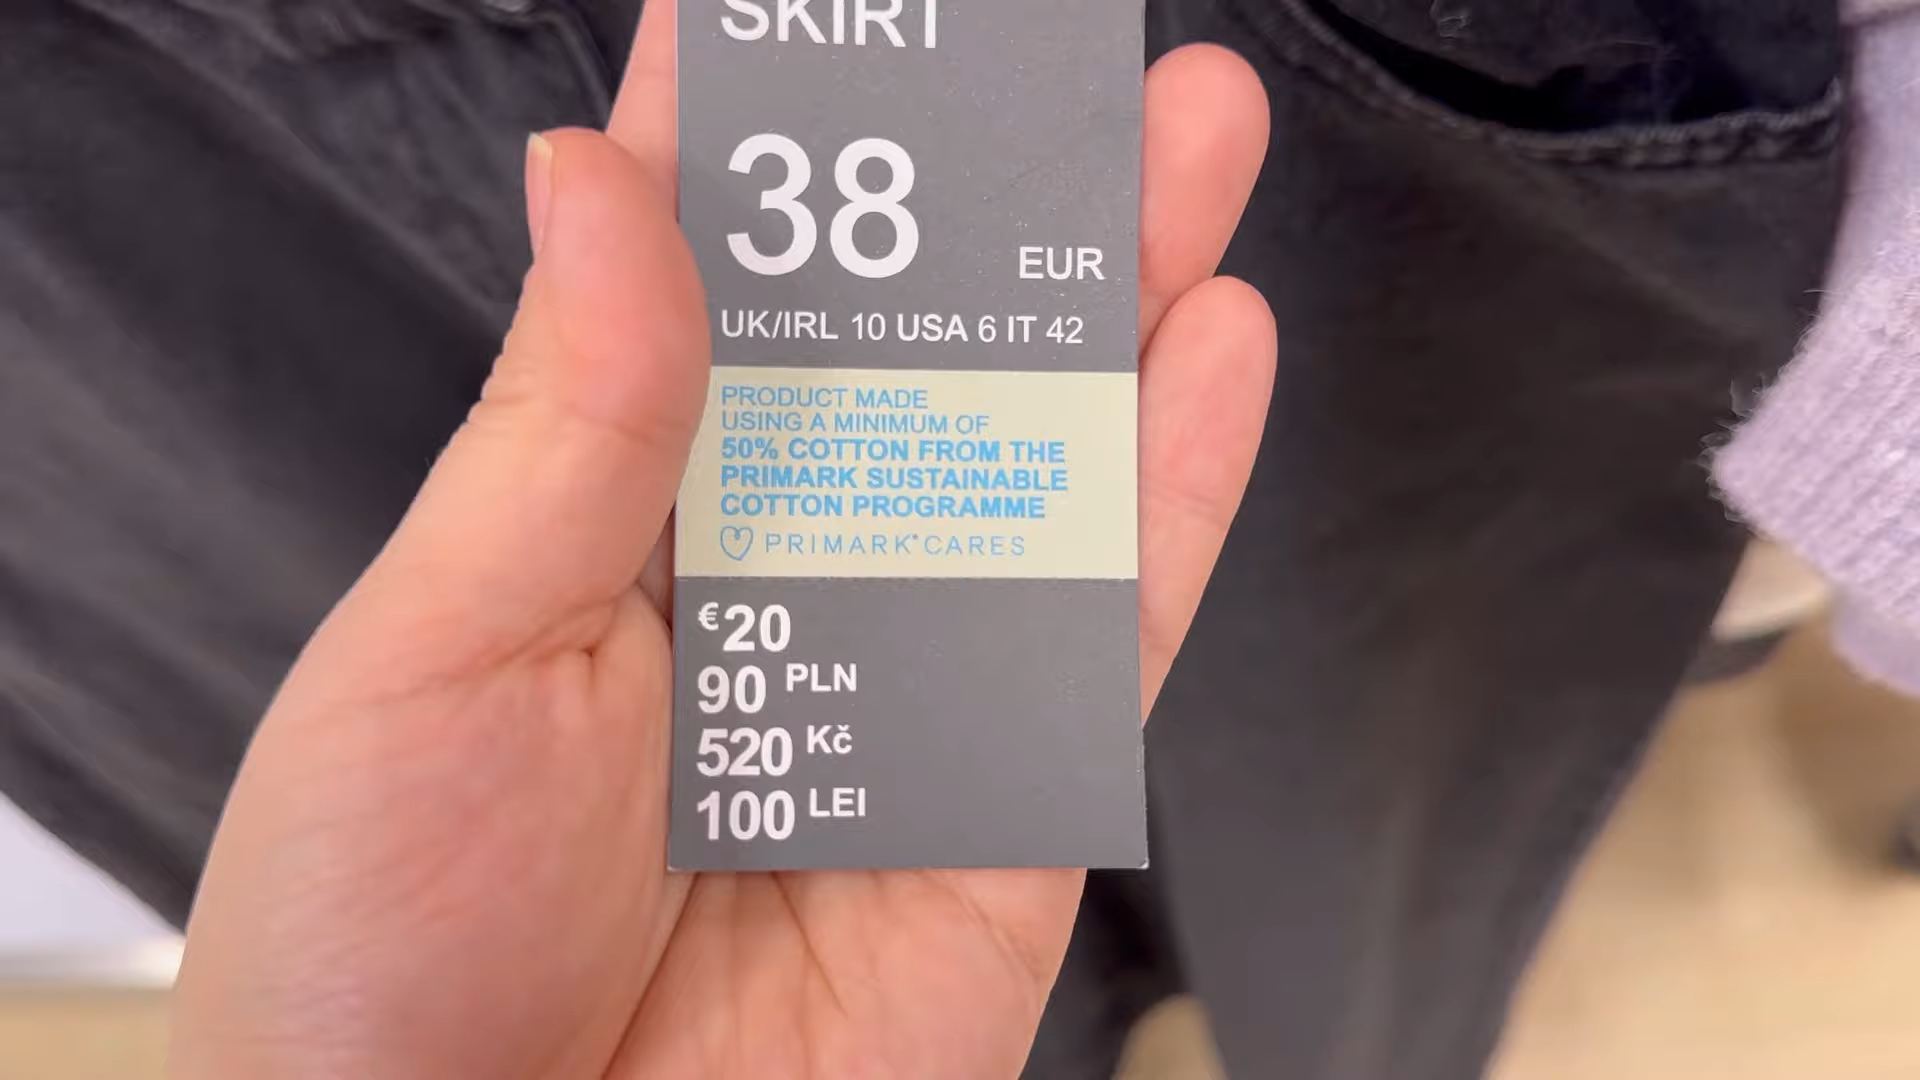 SKIRT
38 EUR
UK/IRL 10 USA 6 IT 42
PRODUCT MADE
USING A MINIMUM OF
50% COTTON FROM THE
PRIMARK SUSTAINABLE
COTTON PROGRAMME
PRIMARK® CARES
€20
90 PLN
520 Kč
100 LEI